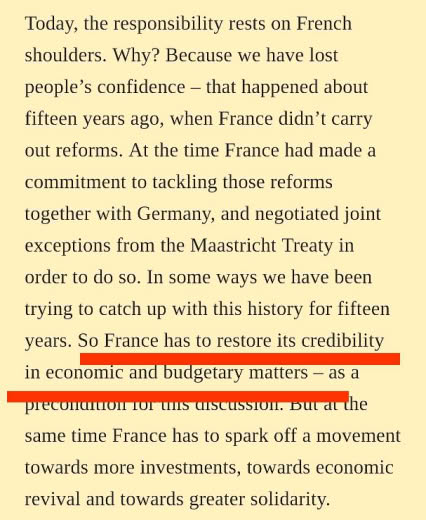 Today, the responsibility rests on French
shoulders. Why? Because we have lost
people’s confidence – that happened about
fifteen years ago, when France didn’t carry
out reforms. At the time France had made a
commitment to tackling those reforms
together with Germany, and negotiated joint
exceptions from the Maastricht Treaty in
order to do so. In some ways we have been
trying to catch up with this history for fifteen
years. So France has to restore its credibility
in economic and budgetary matters – as a
precondition for this discussion. But at the
same time France has to spark off a movement
towards more investments, towards economic
revival and towards greater solidarity.